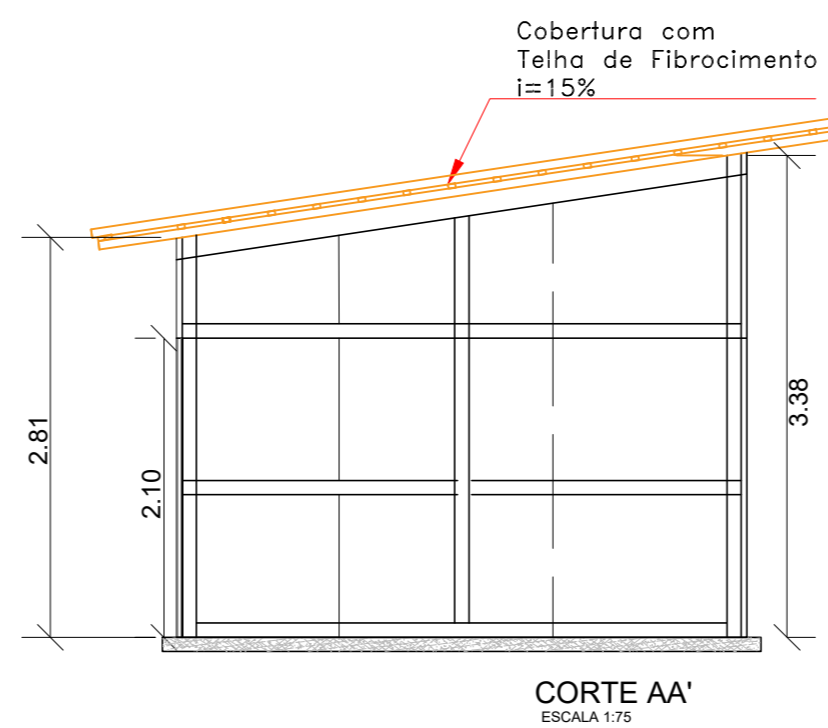 Cobertura com
Telha de Fibrocimento
i=15%
2.81
2.10
3.38
CORTE AA'
ESCALA 1:75